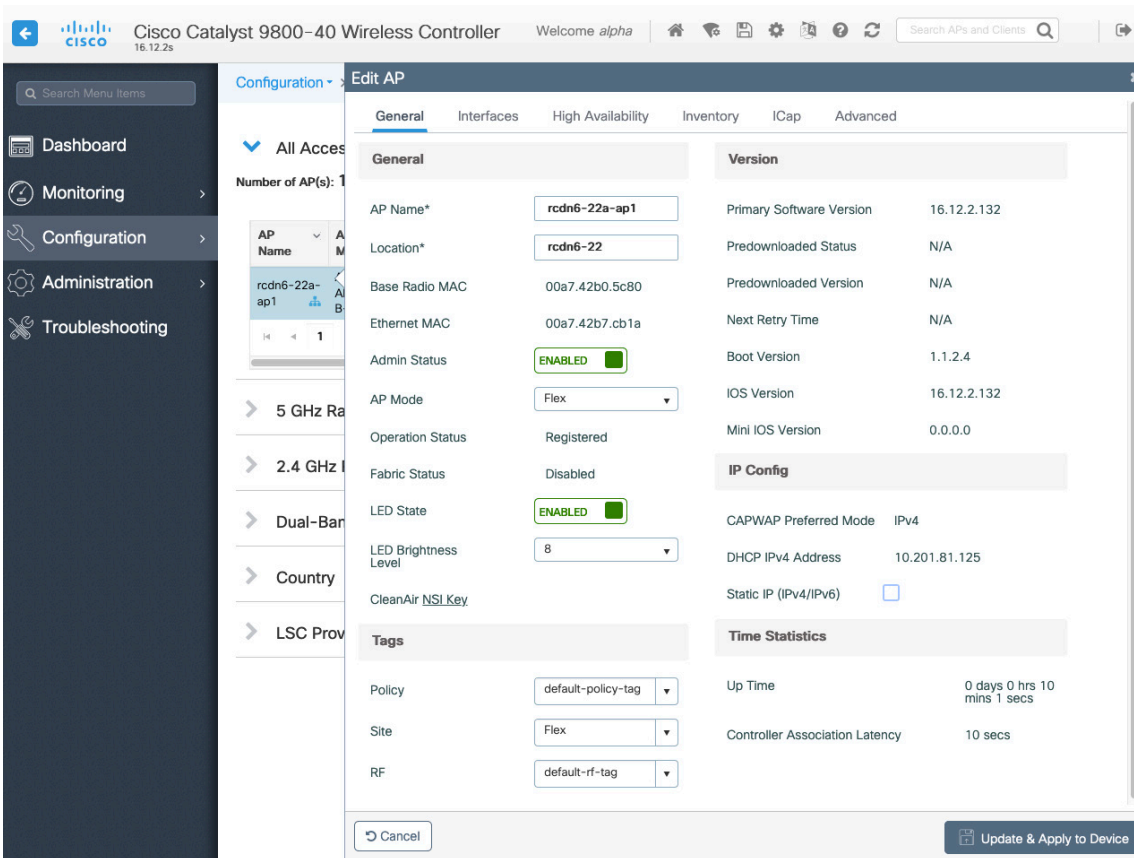 CISCO
Cisco Catalyst 9800-40 Wireless Controller
16.12.2s
Welcome alpha
Search APs and Clients
Search Menu Items
Dashboard
Monitoring
Configuration
Administration
Troubleshooting
Configuration
All Acces
Number of AP(s): 1
AP Name
A
M
rcdn6-22a-
ap1
B-
1
5 GHz Ra
2.4 GHz
Dual-Ban
Country
LSC Prov
Edit AP
General Interfaces High Availability Inventory ICap Advanced
General
AP Name* rcdn6-22a-ap1
Location* rcdn6-22
Base Radio MAC 00a7.42b0.5c80
Ethernet MAC 00a7.42b7.cb1a
Admin Status ENABLED
AP Mode Flex
Operation Status Registered
Fabric Status Disabled
LED State ENABLED
LED Brightness
Level 8
CleanAir NSI Key
Tags
Policy default-policy-tag
Site Flex
RF default-rf-tag
Version
Primary Software Version 16.12.2.132
Predownloaded Status N/A
Predownloaded Version N/A
Next Retry Time N/A
Boot Version 1.1.2.4
IOS Version 16.12.2.132
Mini IOS Version 0.0.0.0
IP Config
CAPWAP Preferred Mode IPv4
DHCP IPv4 Address 10.201.81.125
Static IP (IPv4/IPv6)
Time Statistics
Up Time 0 days 0 hrs 10
mins 1 secs
Controller Association Latency 10 secs
Cancel
Update & Apply to Device